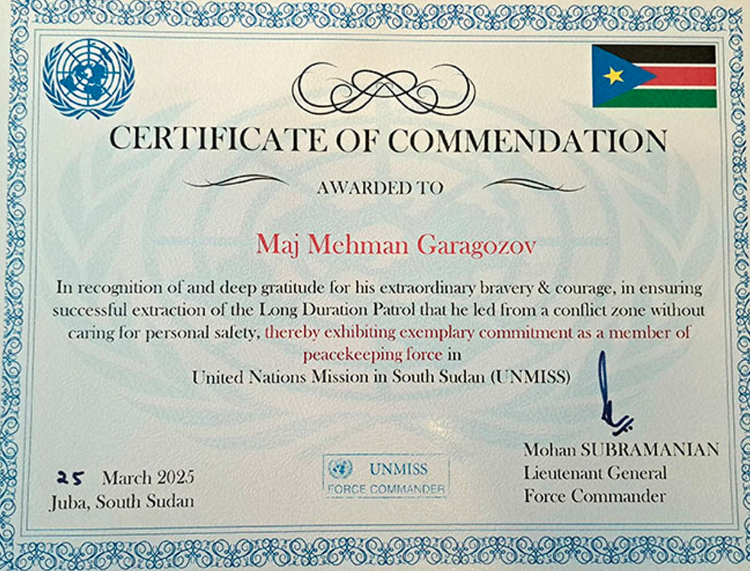 CERTIFICATE OF COMMENDATION
AWARDED TO
Maj Mehman Garagozov
In recognition of and deep gratitude for his extraordinary bravery & courage, in ensuring
successful extraction of the Long Duration Patrol that he led from a conflict zone without
caring for personal safety, thereby exhibiting exemplary commitment as a member of
peacekeeping force in
United Nations Mission in South Sudan (UNMISS)
25 March 2025
Juba, South Sudan
UNMISS
FORCE COMMANDER
Mohan SUBRAMANIAN
Lieutenant General
Force Commander